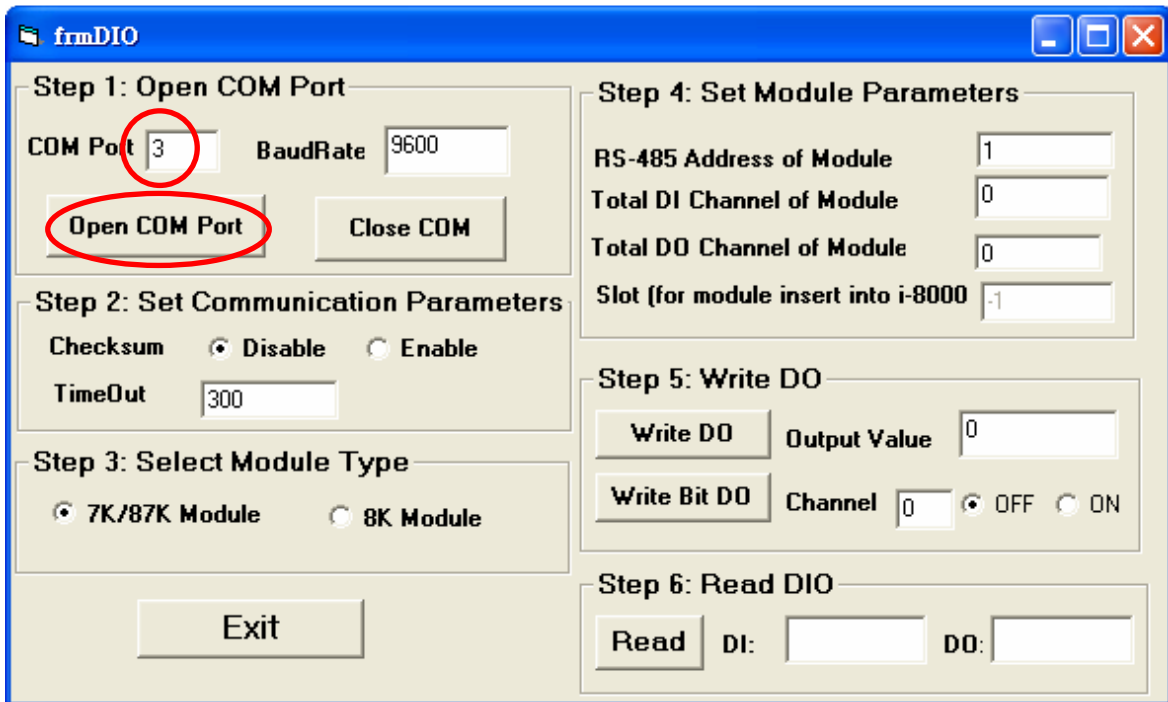 frmDIO
Step 1: Open COM Port
COM Port 3 BaudRate 9600
Open COM Port Close COM
Step 2: Set Communication Parameters
Checksum Disable Enable
TimeOut 300
Step 3: Select Module Type
7K/87K Module 8K Module
Exit
Step 4: Set Module Parameters
RS-485 Address of Module 1
Total DI Channel of Module 0
Total DO Channel of Module 0
Slot (for module insert into i-8000 -1
Step 5: Write DO
Write DO Output Value 0
Write Bit DO Channel 0 OFF ON
Step 6: Read DIO
Read DI: DO: